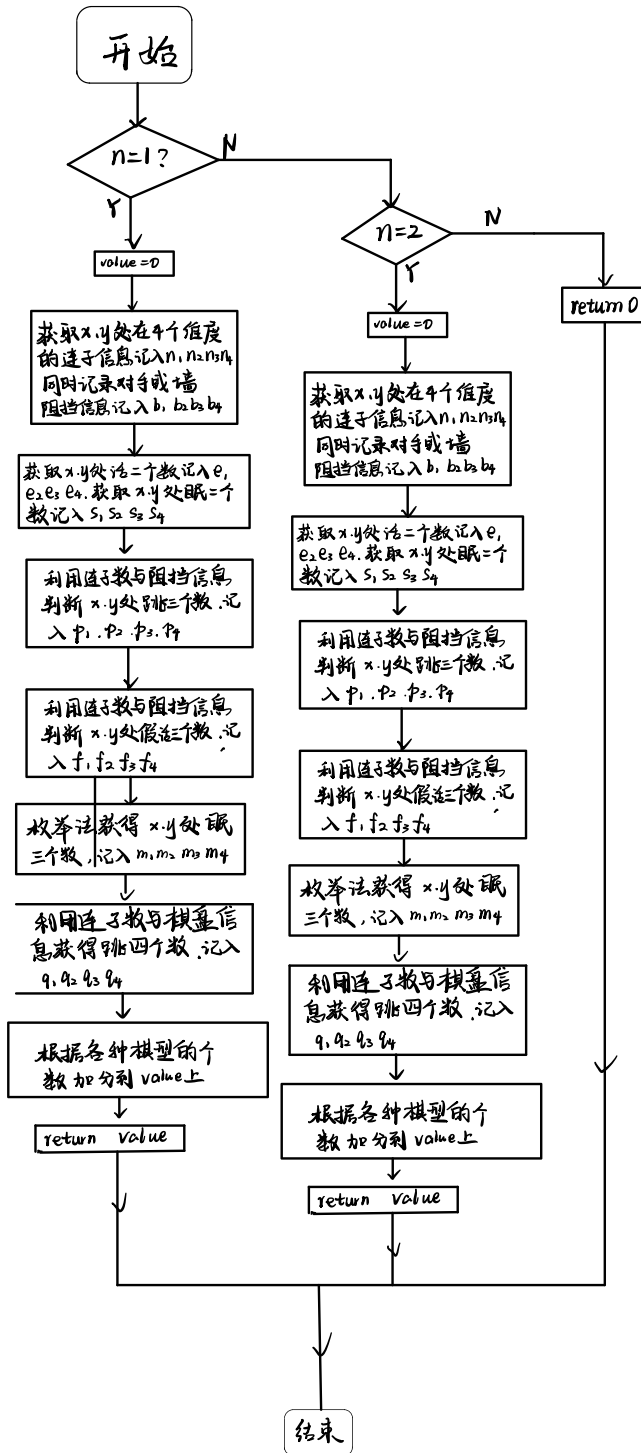 开始
n=1?
N
Y
value=0
获取x.y处在4个维度
的连子信息记入n1 n2 n3 n4
同时记录对手或墙
阻挡信息记入b1 b2 b3 b4
获取x.y处活二个数记入e1
e2 e3 e4.获取x.y处眠二个
数记入s1 s2 s3 s4
利用连子数与阻挡信息
判断x.y处跳三个数.记
入p1.p2.p3.p4
利用连子数与阻挡信息
判断x.y处假活三个数.记
入f1 f2 f3 f4
枚举法获得x.y处眠
三个数,记入m1 m2 m3 m4
利用连子数与棋盘信
息获得跳四个数.记入
q1 q2 q3 q4
根据各种棋型的个
数加分到value上
return value
n=2
N
Y
value=0
获取x.y处在4个维度
的连子信息记入n1 n2 n3 n4
同时记录对手或墙
阻挡信息记入b1 b2 b3 b4
获取x.y处活二个数记入e1
e2 e3 e4.获取x.y处眠二个
数记入s1 s2 s3 s4
利用连子数与阻挡信息
判断x.y处跳三个数.记
入p1.p2.p3.p4
利用连子数与阻挡信息
判断x.y处假活三个数.记
入f1 f2 f3 f4
枚举法获得x.y处眠
三个数,记入m1 m2 m3 m4
利用连子数与棋盘信
息获得跳四个数.记入
q1 q2 q3 q4
根据各种棋型的个
数加分到value上
return value
return 0
结束